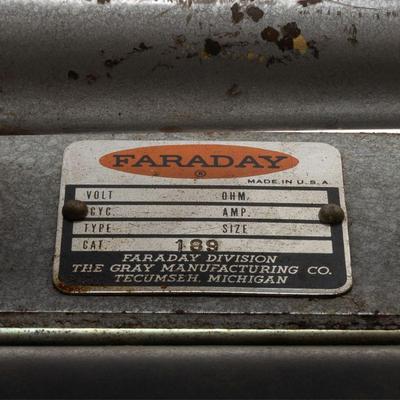 FARADAY
®
MADE IN U.S.A.
VOLT OHM.
CYC. AMP.
TYPE SIZE
CAT. 189
FARADAY DIVISION
THE GRAY MANUFACTURING CO.
TECUMSEH, MICHIGAN